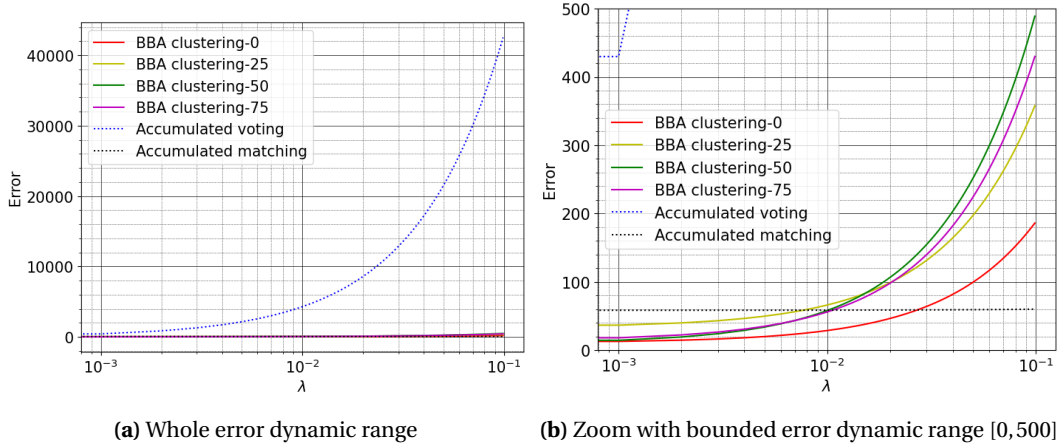 40000
30000
20000
10000
0
Error
BBA clustering-0
BBA clustering-25
BBA clustering-50
BBA clustering-75
Accumulated voting
Accumulated matching
10⁻³
10⁻²
10⁻¹
λ
(a) Whole error dynamic range
500
400
300
200
100
0
Error
BBA clustering-0
BBA clustering-25
BBA clustering-50
BBA clustering-75
Accumulated voting
Accumulated matching
10⁻³
10⁻²
10⁻¹
λ
(b) Zoom with bounded error dynamic range [0,500]